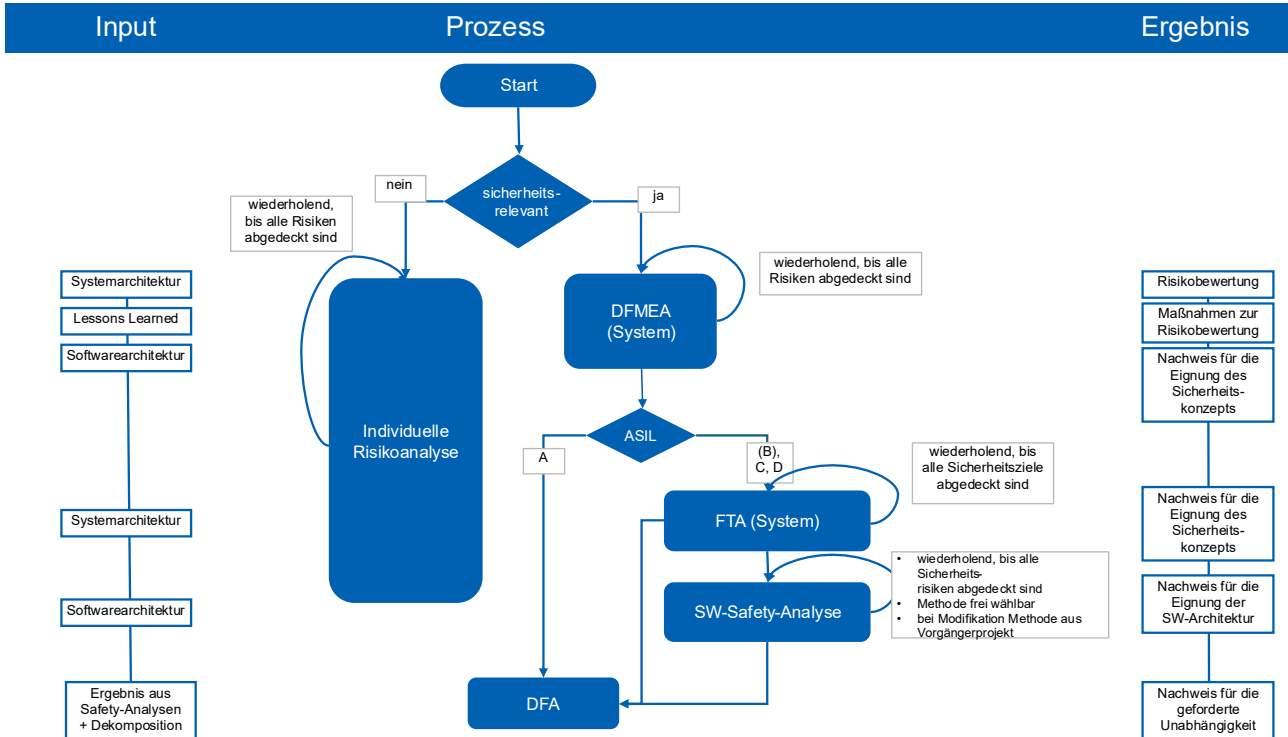 Input
Prozess
Ergebnis
Start
sicherheits-
relevant
nein
ja
wiederholend,
bis alle Risiken
abgedeckt sind
wiederholend, bis alle
Risiken abgedeckt sind
Systemarchitektur
Lessons Learned
Softwarearchitektur
DFMEA
(System)
Risikobewertung
Maßnahmen zur
Risikobewertung
Nachweis für die
Eignung des
Sicherheits-
konzepts
Individuelle
Risikoanalyse
ASIL
A
(B),
C, D
wiederholend, bis
alle Sicherheitsziele
abgedeckt sind
Systemarchitektur
FTA (System)
Nachweis für die
Eignung des
Sicherheits-
konzepts
Softwarearchitektur
SW-Safety-Analyse
• wiederholend, bis alle
Sicherheits-
risiken abgedeckt sind
• Methode frei wählbar
• bei Modifikation Methode aus
Vorgängerprojekt
Nachweis für die
Eignung der
SW-Architektur
Ergebnis aus
Safety-Analysen
+ Dekomposition
DFA
Nachweis für die
geforderte
Unabhängigkeit